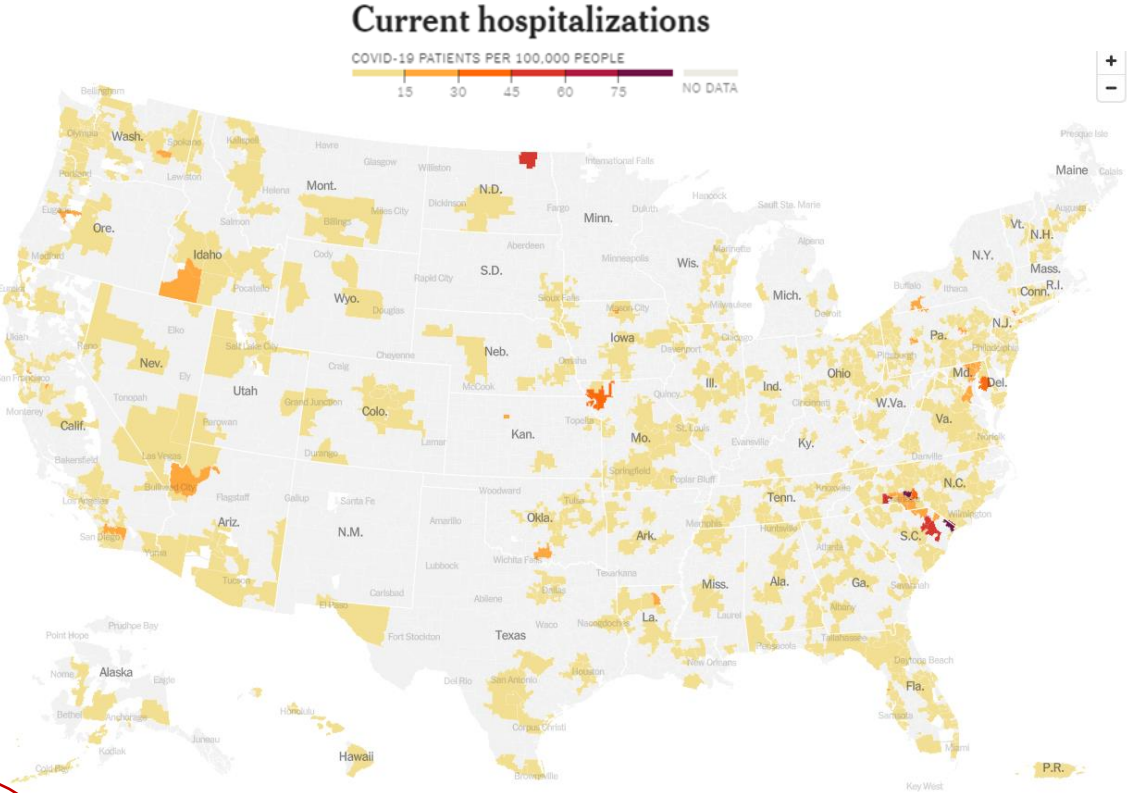 Current hospitalizations
COVID-19 PATIENTS PER 100,000 PEOPLE
15 30 45 60 75 NO DATA
+
−
Bellingham
Presque Isle
Olympia Wash. Spokane Kalispell Havre
Glasgow Williston International Falls
Portland Lewiston Maine Calais
Helena Mont. N.D. Hancock
Miles City Dickinson Fargo Duluth Sault Ste. Marie Augusta
Eugene Ore. Salmon Billings Minn. Vt.
N.H.
Aberdeen Marinette Alpena
Medford Idaho Cody Minneapolis Wis. N.Y.
S.D. Mass.
Eureka Pocatello Rapid City Buffalo Ithaca Conn. R.I.
Wyo. Sioux Falls Mich.
Douglas Mason City Milwaukee Detroit
Ukiah Elko Iowa N.J.
Reno Salt Lake City Chicago Pa.
Neb. Davenport Pittsburgh Philadelphia
Cheyenne Omaha
Nev. Craig Ohio Md.
San Francisco Ely Utah McCook Ill. Ind. Del.
Tonopah Grand Junction Quincy Cincinnati W.Va.
Monterey Colo. Topeka Va.
Calif. Parowan Kan. Mo. St. Louis Ky. Norfolk
Lamar Evansville
Bakersfield Las Vegas Durango Danville
Springfield Poplar Bluff
Bullhead City Woodward Knoxville N.C.
Los Angeles Flagstaff Gallup Santa Fe Tulsa Tenn.
Ariz. Amarillo Okla. Memphis Huntsville Wilmington
San Diego N.M. Ark. S.C.
Yuma Wichita Falls Atlanta
Lubbock Texarkana
Tucson Carlsbad Dallas Miss. Ala. Ga. Savannah
El Paso Abilene Albany
Waco Nacogdoches La. Laurel
Prudhoe Bay Fort Stockton Texas Tallahassee
Point Hope Pensacola
Alaska New Orleans Daytona Beach
Nome Eagle Del Rio San Antonio Houston
Fla.
Bethel Anchorage Honolulu Sarasota
Juneau Corpus Christi
Kodiak Hawaii Miami
Cold Bay Brownsville P.R.
Key West